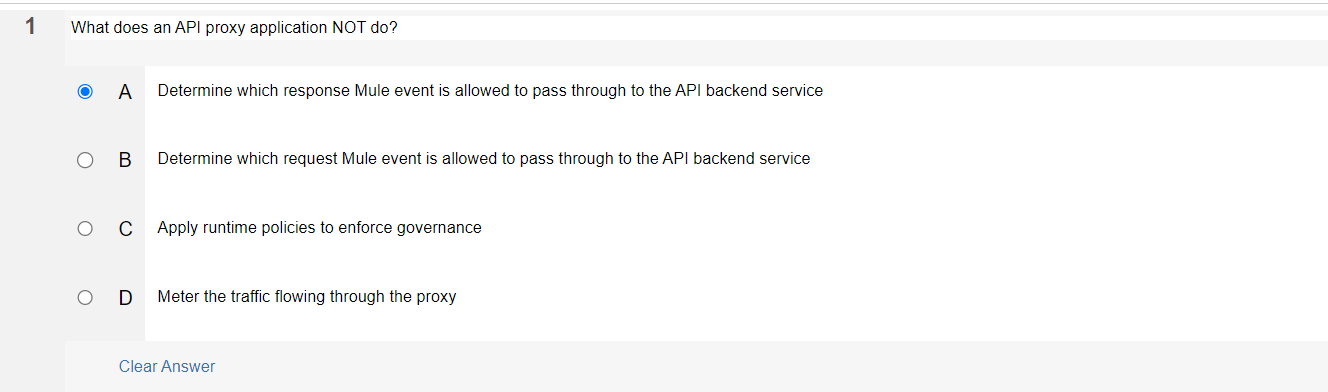 1 What does an API proxy application NOT do?
A Determine which response Mule event is allowed to pass through to the API backend service
B Determine which request Mule event is allowed to pass through to the API backend service
C Apply runtime policies to enforce governance
D Meter the traffic flowing through the proxy
Clear Answer